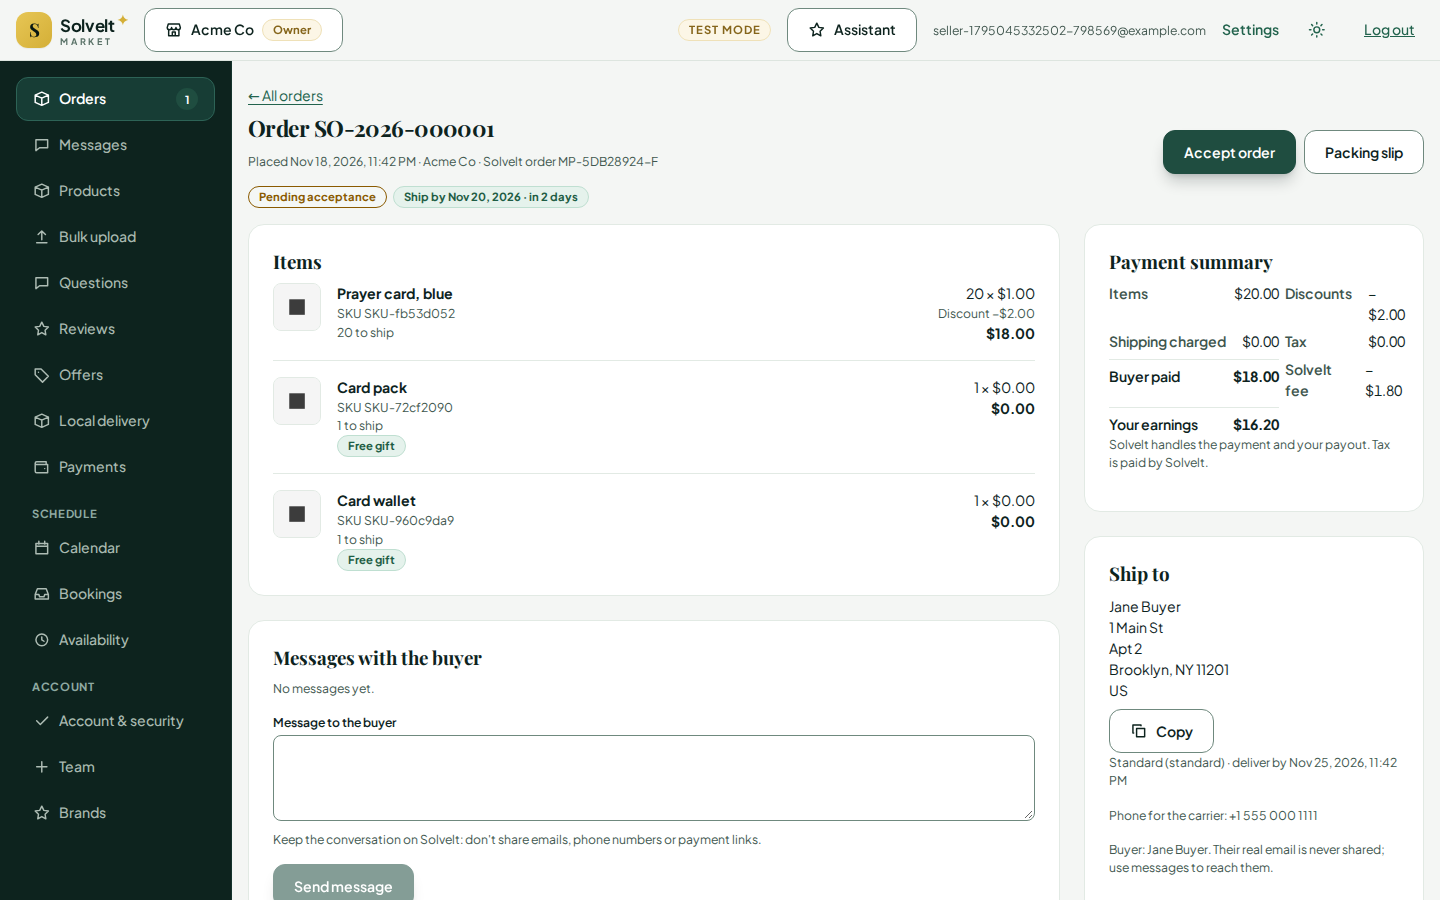 S Solvelt MARKET
Acme Co Owner
TEST MODE
Assistant
seller-1795045332502-798569@example.com
Settings
Log out
Orders 1
Messages
Products
Bulk upload
Questions
Reviews
Offers
Local delivery
Payments
SCHEDULE
Calendar
Bookings
Availability
ACCOUNT
Account & security
Team
Brands
← All orders
Order SO-2026-000001
Placed Nov 18, 2026, 11:42 PM · Acme Co · Solvelt order MP-5DB28924-F
Pending acceptance
Ship by Nov 20, 2026 · in 2 days
Accept order
Packing slip
Items
Prayer card, blue
SKU SKU-fb53d052
20 to ship
20 × $1.00
Discount −$2.00
$18.00
Card pack
SKU SKU-72cf2090
1 to ship
Free gift
1 × $0.00
$0.00
Card wallet
SKU SKU-960c9da9
1 to ship
Free gift
1 × $0.00
$0.00
Messages with the buyer
No messages yet.
Message to the buyer
Keep the conversation on Solvelt: don't share emails, phone numbers or payment links.
Send message
Payment summary
Items $20.00 Discounts −
$2.00
Shipping charged $0.00 Tax $0.00
Buyer paid $18.00 Solvelt −
fee $1.80
Your earnings $16.20
Solvelt handles the payment and your payout. Tax
is paid by Solvelt.
Ship to
Jane Buyer
1 Main St
Apt 2
Brooklyn, NY 11201
US
Copy
Standard (standard) · deliver by Nov 25, 2026, 11:42
PM
Phone for the carrier: +1 555 000 1111
Buyer: Jane Buyer. Their real email is never shared;
use messages to reach them.